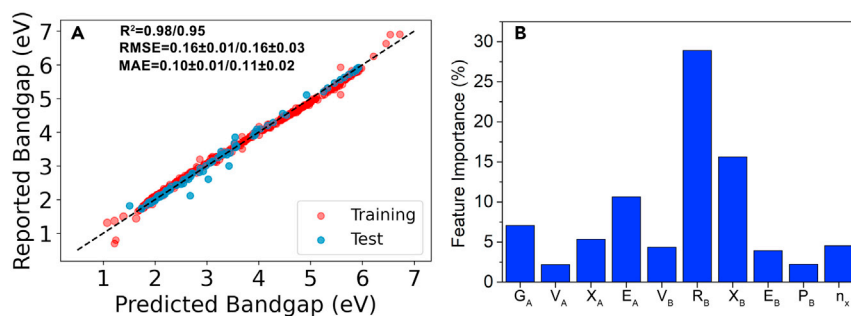 A
R²=0.98/0.95
RMSE=0.16±0.01/0.16±0.03
MAE=0.10±0.01/0.11±0.02
Reported Bandgap (eV)
7
6
5
4
3
2
1
Training
Test
1 2 3 4 5 6 7
Predicted Bandgap (eV)
B
Feature Importance (%)
30
25
20
15
10
5
0
G_A V_A X_A E_A V_B R_B X_B E_B P_B n_x